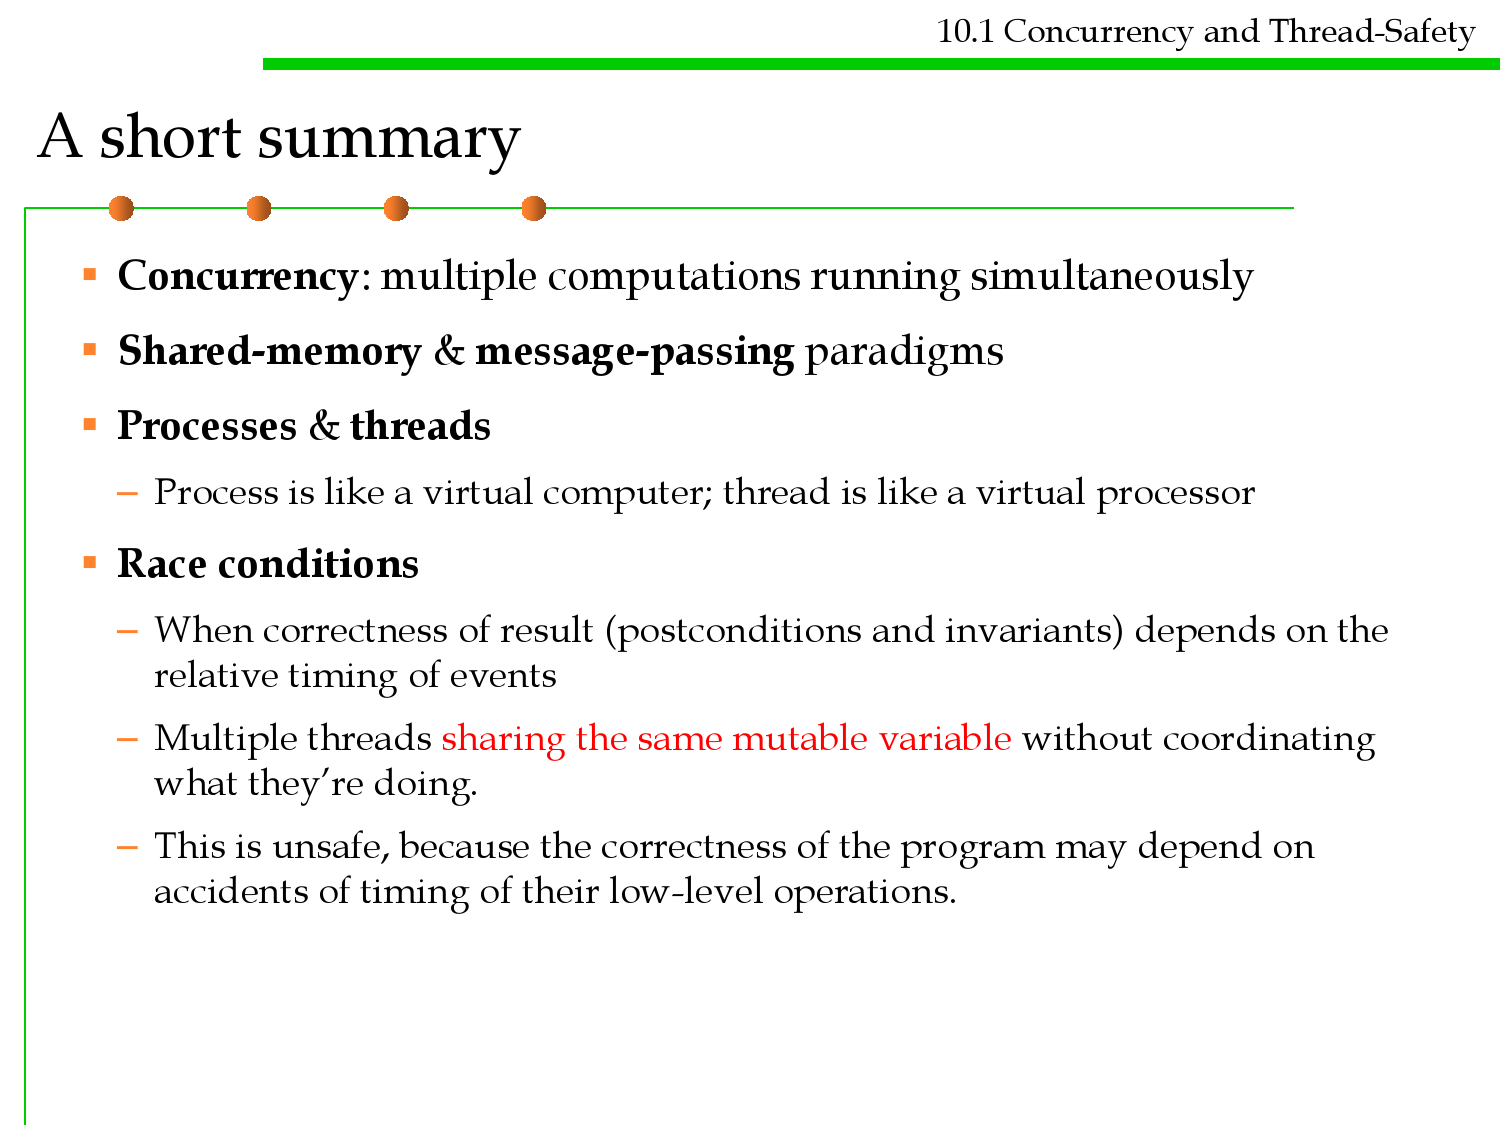 10.1 Concurrency and Thread-Safety
A short summary
▪ Concurrency: multiple computations running simultaneously
▪ Shared-memory & message-passing paradigms
▪ Processes & threads
– Process is like a virtual computer; thread is like a virtual processor
▪ Race conditions
– When correctness of result (postconditions and invariants) depends on the
relative timing of events
– Multiple threads sharing the same mutable variable without coordinating
what they’re doing.
– This is unsafe, because the correctness of the program may depend on
accidents of timing of their low-level operations.